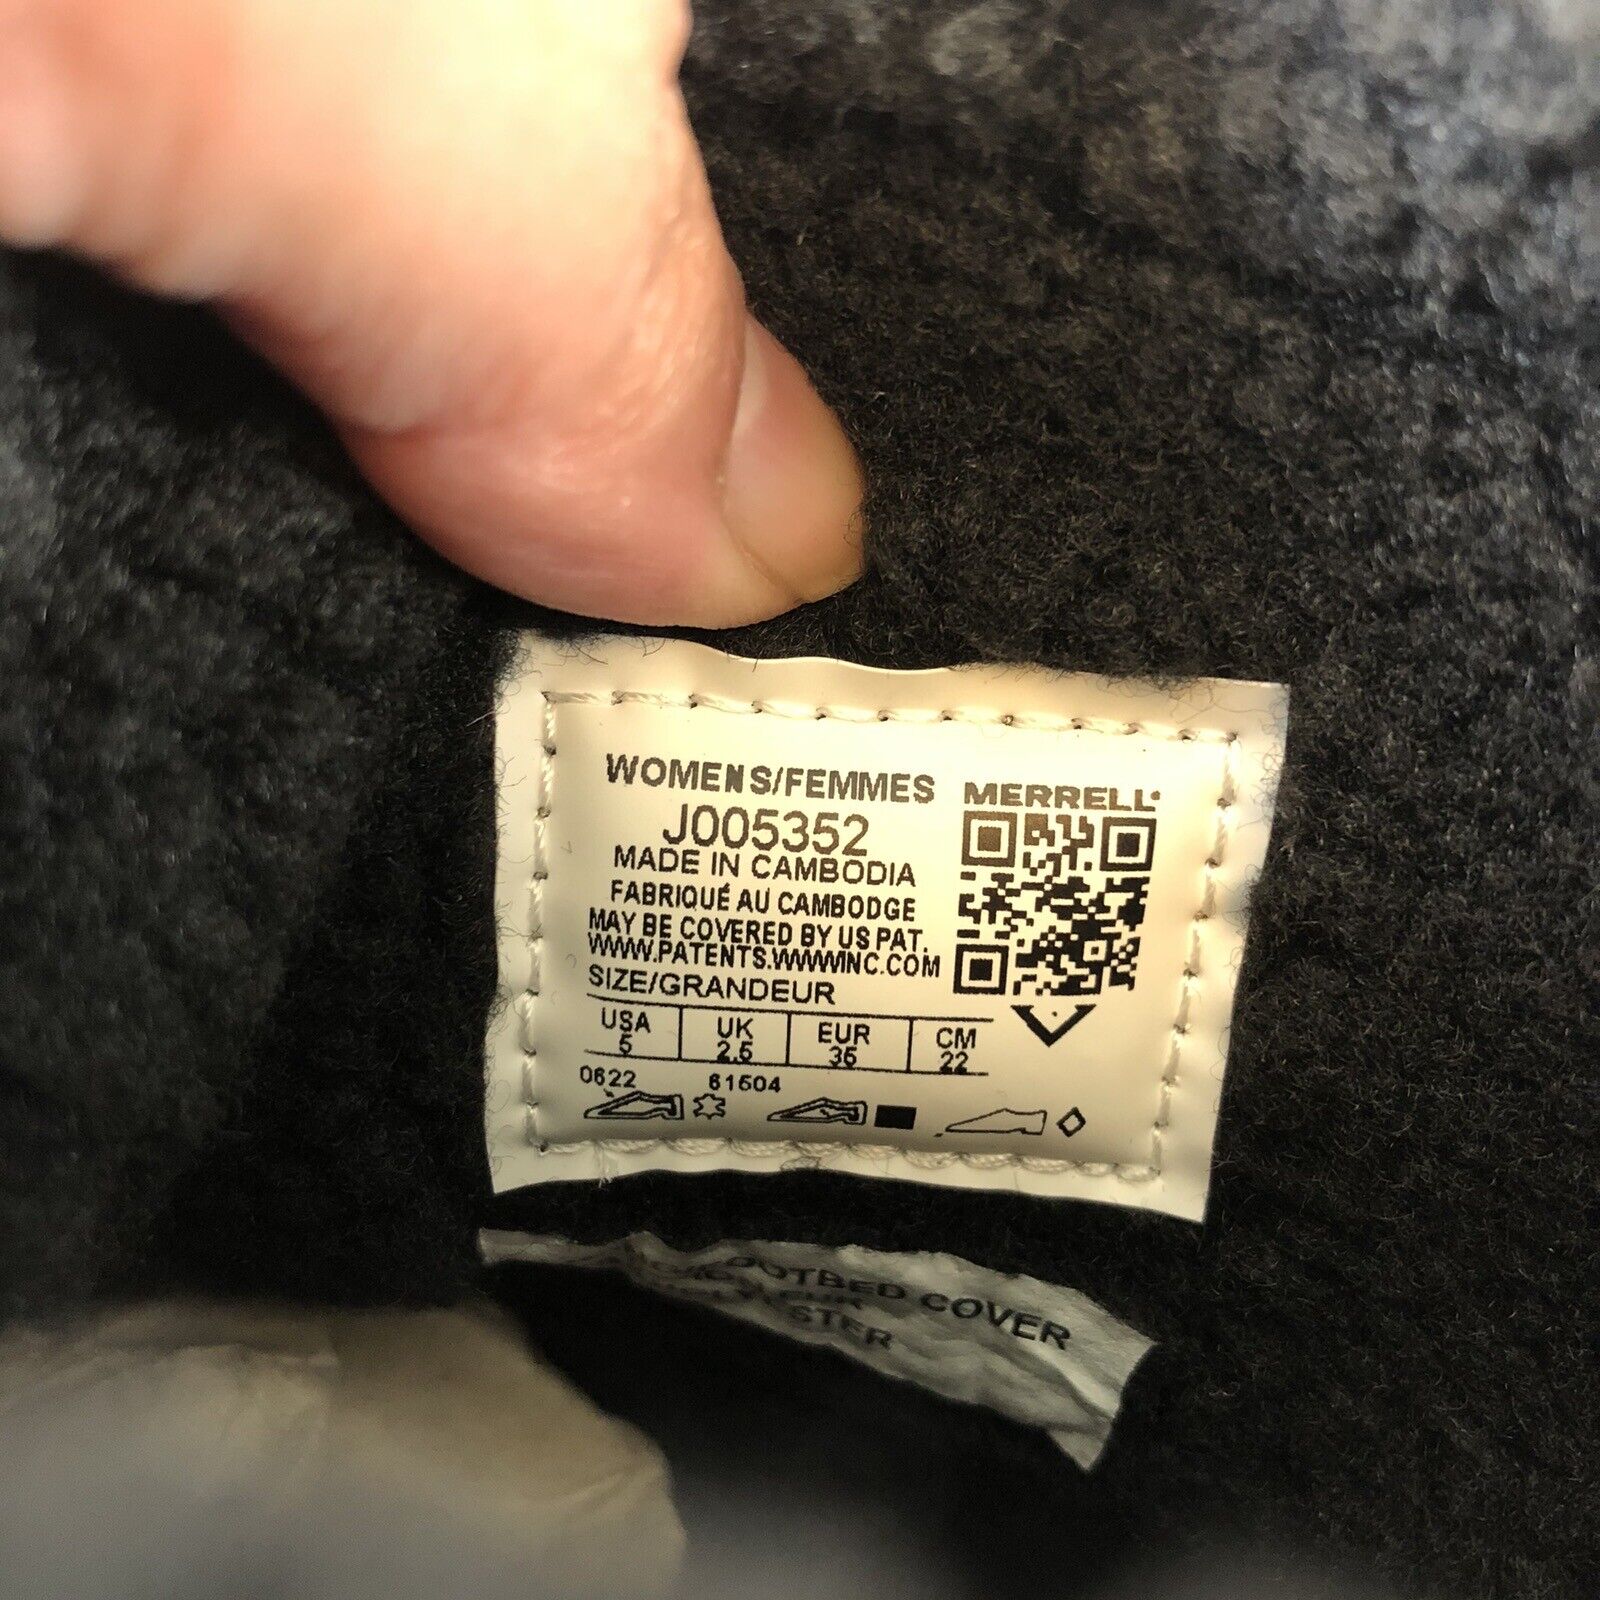 WOMENS/FEMMES
J005352
MADE IN CAMBODIA
FABRIQUÉ AU CAMBODGE
MAY BE COVERED BY US PAT.
WWW.PATENTS.WWWINC.COM
SIZE/GRANDEUR
USA UK EUR CM
5 2.5 35 22
0622 61504
MERRELL
COVER